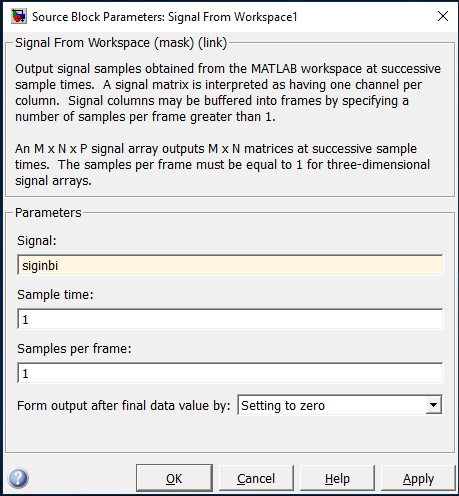 Source Block Parameters: Signal From Workspace1
Signal From Workspace (mask) (link)
Output signal samples obtained from the MATLAB workspace at successive
sample times.  A signal matrix is interpreted as having one channel per
column.  Signal columns may be buffered into frames by specifying a
number of samples per frame greater than 1.
An M x N x P signal array outputs M x N matrices at successive sample
times.  The samples per frame must be equal to 1 for three-dimensional
signal arrays.
Parameters
Signal:
siginbi
Sample time:
1
Samples per frame:
1
Form output after final data value by: Setting to zero
? OK Cancel Help Apply